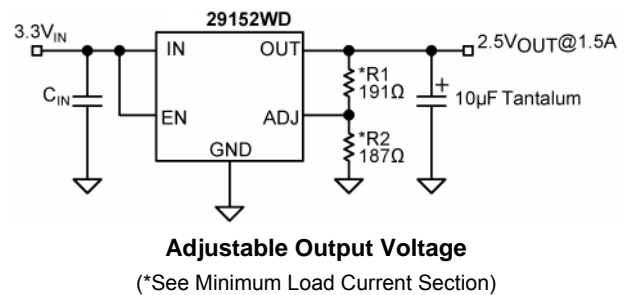 29152WD
3.3VIN
IN
OUT
2.5VOUT@1.5A
*R1
191Ω
CIN
10µF Tantalum
+
EN
ADJ
*R2
187Ω
GND
Adjustable Output Voltage
(*See Minimum Load Current Section)